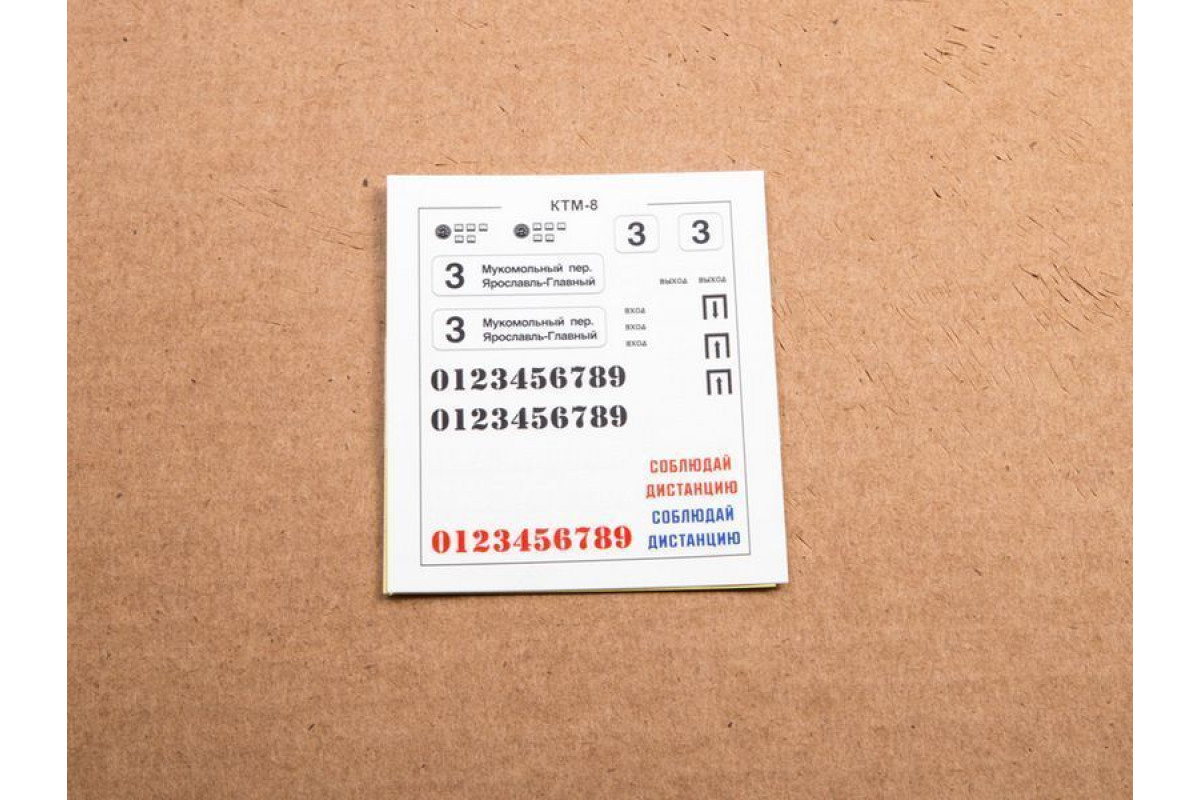 КТМ-8
3 3
3 Мукомольный пер.
Ярославль-Главный
ВЫХОД ВЫХОД
ВХОД
3 Мукомольный пер.
Ярославль-Главный
ВХОД
ВХОД
0123456789
0123456789
СОБЛЮДАЙ
ДИСТАНЦИЮ
СОБЛЮДАЙ
ДИСТАНЦИЮ
0123456789